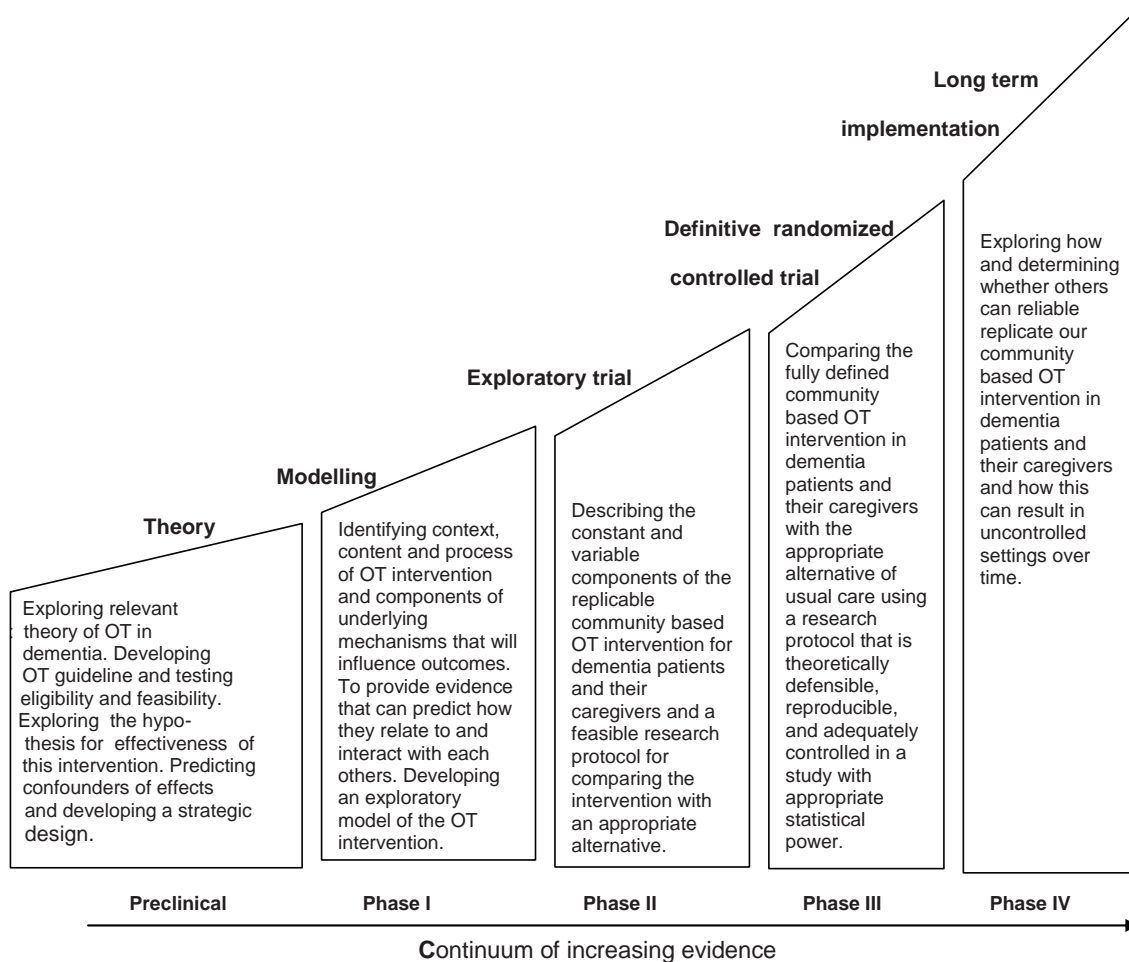 Theory
Exploring relevant
theory of OT in
dementia. Developing
OT guideline and testing
eligibility and feasibility.
Exploring the hypo-
thesis for effectiveness of
this intervention. Predicting
confounders of effects
and developing a strategic
design.
Preclinical
Modelling
Identifying context,
content and process
of OT intervention
and components of
underlying
mechanisms that will
influence outcomes.
To provide evidence
that can predict how
they relate to and
interact with each
others. Developing
an exploratory
model of the OT
intervention.
Phase I
Exploratory trial
Describing the
constant and
variable
components of the
replicable
community based
OT intervention for
dementia patients
and their
caregivers and a
feasible research
protocol for
comparing the
intervention with
an appropriate
alternative.
Phase II
Definitive randomized
controlled trial
Comparing the
fully defined
community
based OT
intervention in
dementia
patients and
their caregivers
with the
appropriate
alternative of
usual care using
a research
protocol that is
theoretically
defensible,
reproducible,
and adequately
controlled in a
study with
appropriate
statistical
power.
Phase III
Long term
implementation
Exploring how
and determining
whether others
can reliable
replicate our
community
based OT
intervention in
dementia
patients and
their caregivers
and how this
can result in
uncontrolled
settings over
time.
Phase IV
Continuum of increasing evidence